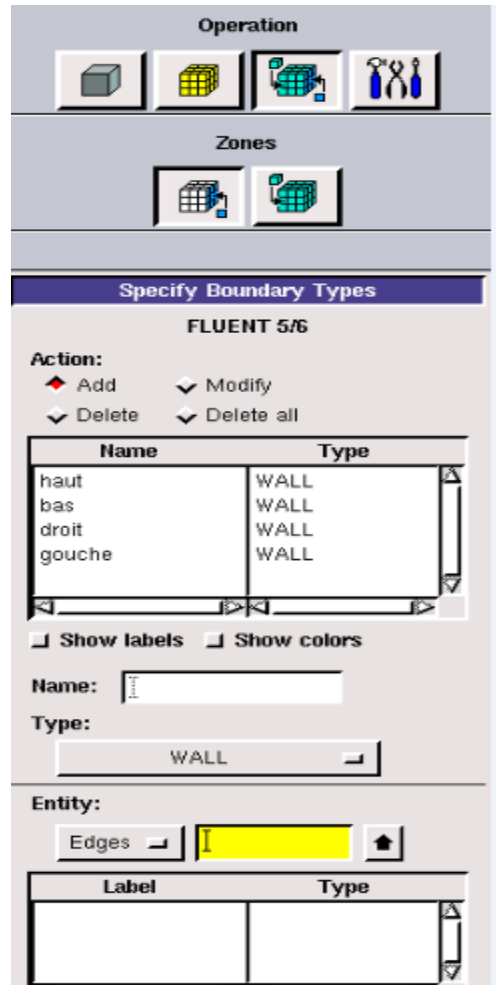 Operation
Zones
Specify Boundary Types
FLUENT 5/6
Action:
Add Modify
Delete Delete all
Name Type
haut WALL
bas WALL
droit WALL
gouche WALL
Show labels Show colors
Name:
Type:
WALL
Entity:
Edges
Label Type